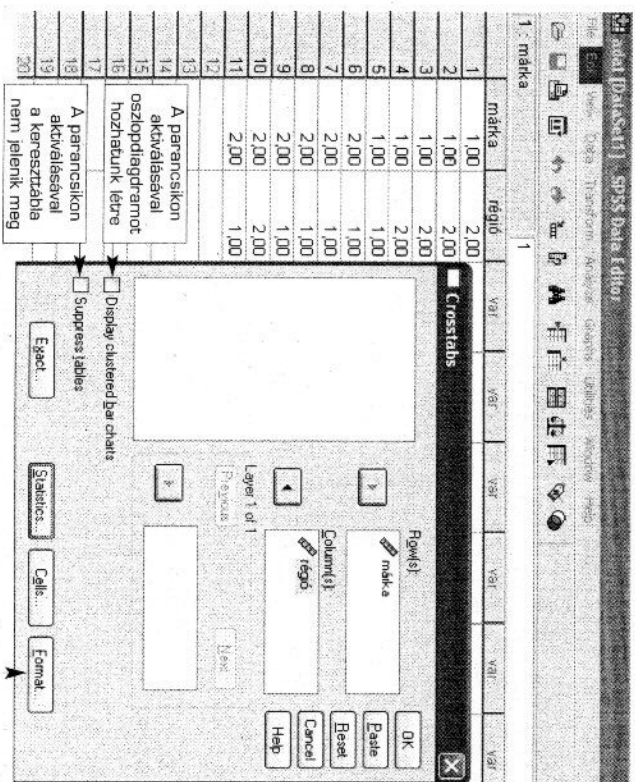 adat [DataSet1] - SPSS Data Editor
File Edit View Data Transform Analyze Graphs Utilities Window Help
1 : márka 1
márka régió var var var var var var
1 1,00 2,00
2 1,00 1,00
3 1,00 1,00
4 1,00 2,00
5 1,00 1,00
6 2,00 1,00
7 2,00 2,00
8 2,00 1,00
9 2,00 1,00
10 2,00 2,00
11 2,00 1,00
12
13
14
15
16
17
18
19
20
Crosstabs
Row(s):
márka
Column(s):
régió
Layer 1 of 1
Previous
Next
OK
Paste
Reset
Cancel
Help
Display clustered bar charts
Suppress tables
Exact...
Statistics...
Cells...
Format...
A parancsikon
aktiválásával
oszlopdiagdramot
hozhatunk létre
A parancsikon
aktiválásával
a kereszttábla
nem jelenik meg